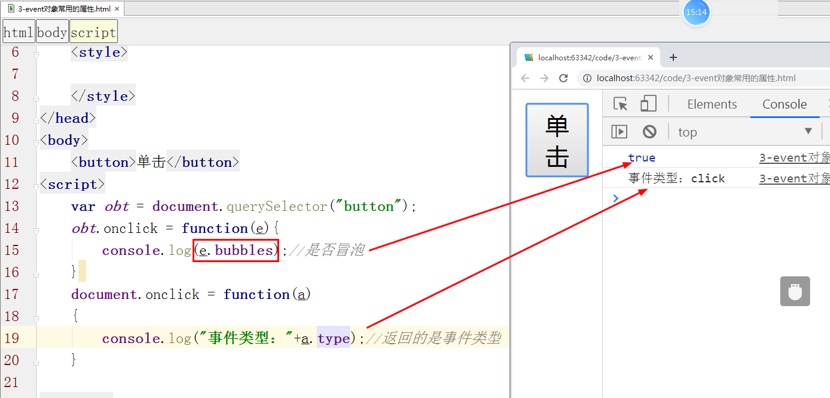 3-event对象常用的属性.html ×
15:14
html body script
6 <style>
7
8 </style>
9 </head>
10 <body>
11 <button>单击</button>
12 <script>
13 var obt = document.querySelector("button");
14 obt.onclick = function(e){
15 console.log(e.bubbles);//是否冒泡
16 }
17 document.onclick = function(a)
18 {
19 console.log("事件类型："+a.type);//返回的是事件类型
20 }
21
localhost:63342/code/3-event
localhost:63342/code/3-event对象常用的属性.html
单
击
Elements Console
top
true 3-event对象
事件类型：click 3-event对象